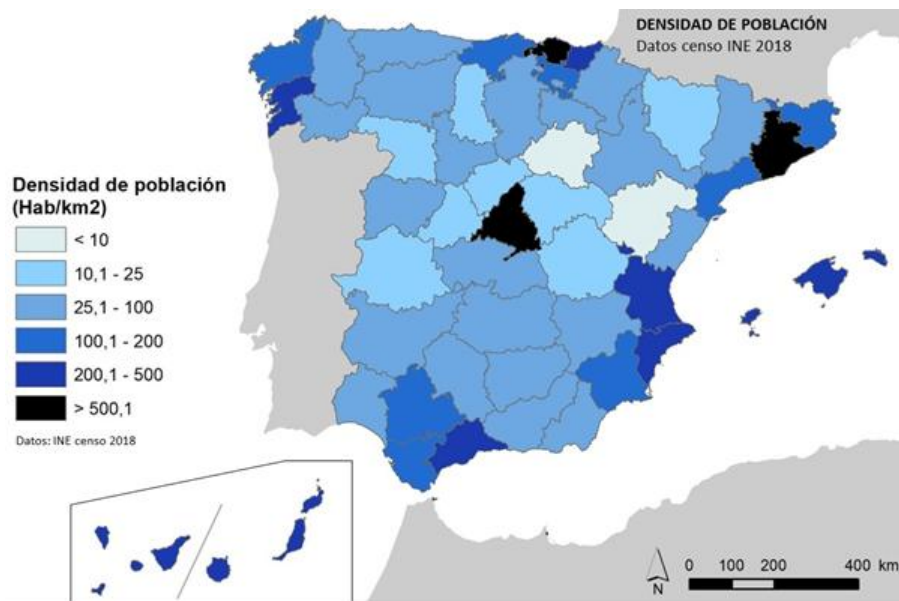 DENSIDAD DE POBLACIÓN
Datos censo INE 2018
Densidad de población
(Hab/km2)
< 10
10,1 - 25
25,1 - 100
100,1 - 200
200,1 - 500
> 500,1
Datos: INE censo 2018
N
0 100 200 400 km